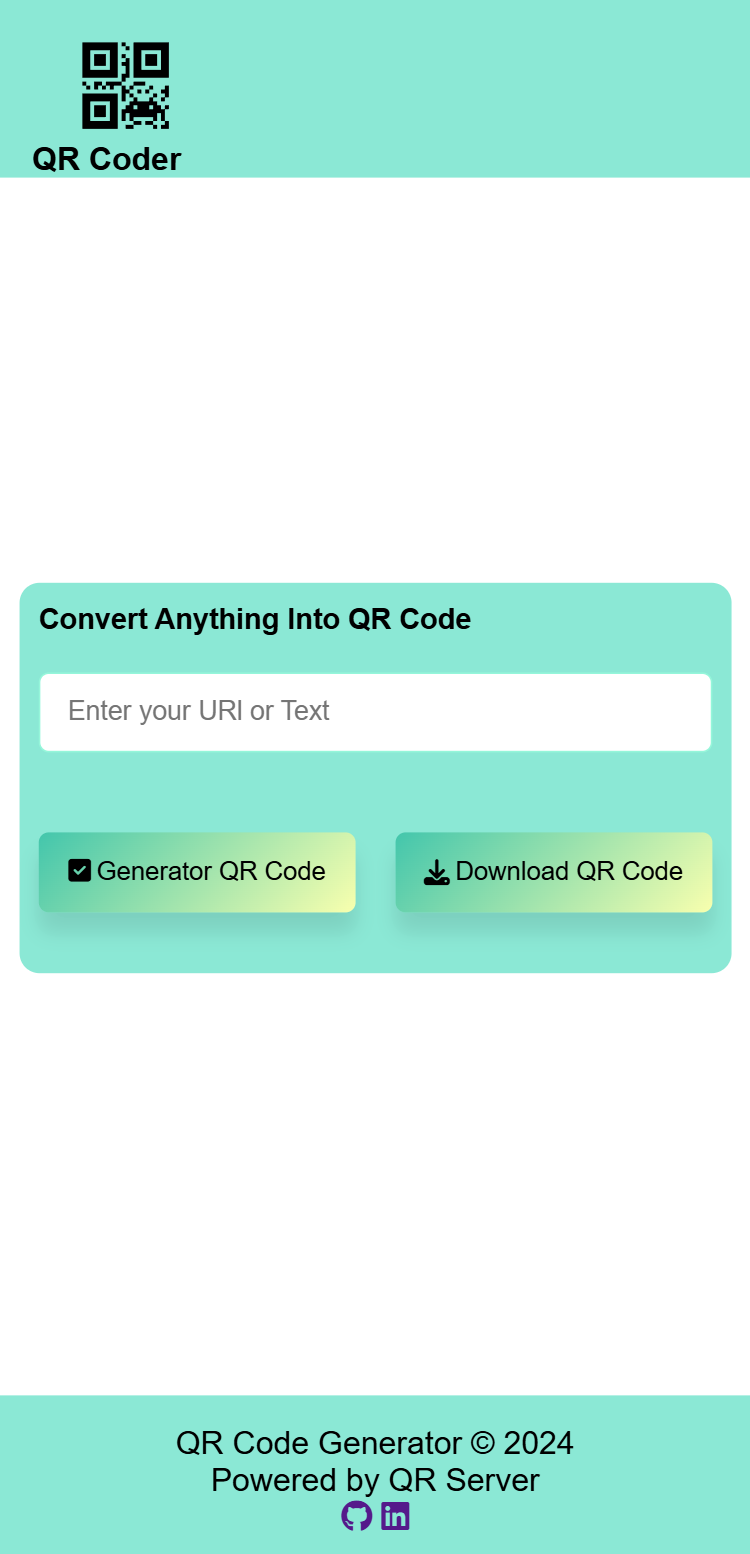 QR Coder
Convert Anything Into QR Code
Enter your URl or Text
Generator QR Code
Download QR Code
QR Code Generator © 2024
Powered by QR Server